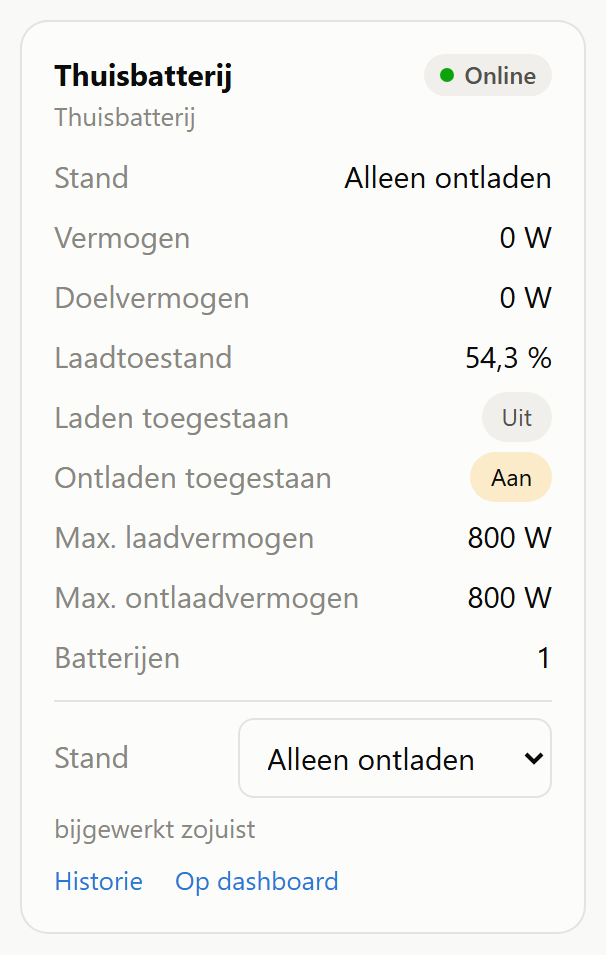 Thuisbatterij
Online
Thuisbatterij
Stand Alleen ontladen
Vermogen 0 W
Doelvermogen 0 W
Laadtoestand 54,3 %
Laden toegestaan Uit
Ontladen toegestaan Aan
Max. laadvermogen 800 W
Max. ontlaadvermogen 800 W
Batterijen 1
Stand Alleen ontladen
bijgewerkt zojuist
Historie Op dashboard